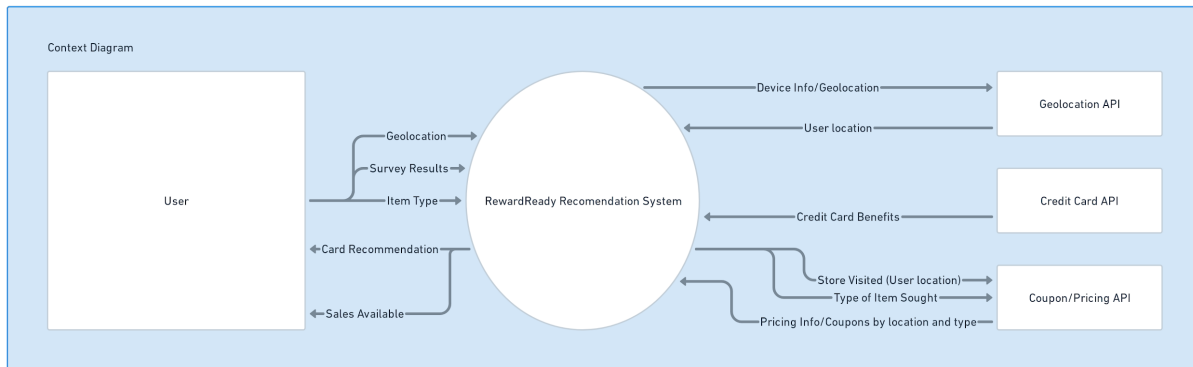 Context Diagram
User
Geolocation
Survey Results
Item Type
Card Recommendation
Sales Available
RewardReady Recomendation System
Device Info/Geolocation
User location
Credit Card Benefits
Store Visited (User location)
Type of Item Sought
Pricing Info/Coupons by location and type
Geolocation API
Credit Card API
Coupon/Pricing API